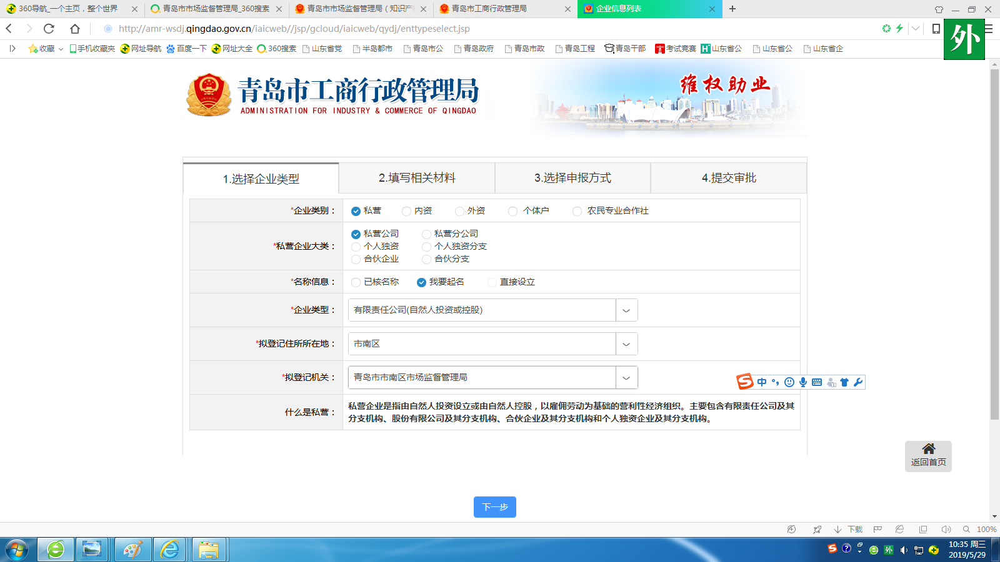 360导航_一个主页，整个世界
青岛市市场监督管理局_360搜索
青岛市市场监督管理局（知识产
青岛市工商行政管理局
企业信息列表
http://amr-wsdj.qingdao.gov.cn/iaicweb//jsp/gcloud/iaicweb/qydj/enttypeselect.jsp
收藏 手机收藏夹 网址导航 百度一下 网址大全 360搜索 山东省党 半岛都市 青岛市公 青岛政府 青岛市政 青岛工程 青岛干部 考试竞赛 山东省公 山东省公 山东省企
外
青岛市工商行政管理局
ADMINISTRATION FOR INDUSTRY & COMMERCE OF QINGDAO
维权助业
1.选择企业类型 2.填写相关材料 3.选择申报方式 4.提交审批
*企业类别： 私营 内资 外资 个体户 农民专业合作社
*私营企业大类： 私营公司 私营分公司
个人独资 个人独资分支
合伙企业 合伙分支
*名称信息： 已核名称 我要起名 直接设立
*企业类型： 有限责任公司(自然人投资或控股)
*拟登记住所所在地： 市南区
*拟登记机关： 青岛市市南区市场监督管理局
中
什么是私营： 私营企业是指由自然人投资设立或由自然人控股，以雇佣劳动为基础的营利性经济组织。主要包含有限责任公司及其
分支机构、股份有限公司及其分支机构、合伙企业及其分支机构和个人独资企业及其分支机构。
返回首页
下一步
下载 100%
外
10:35 周三
2019/5/29